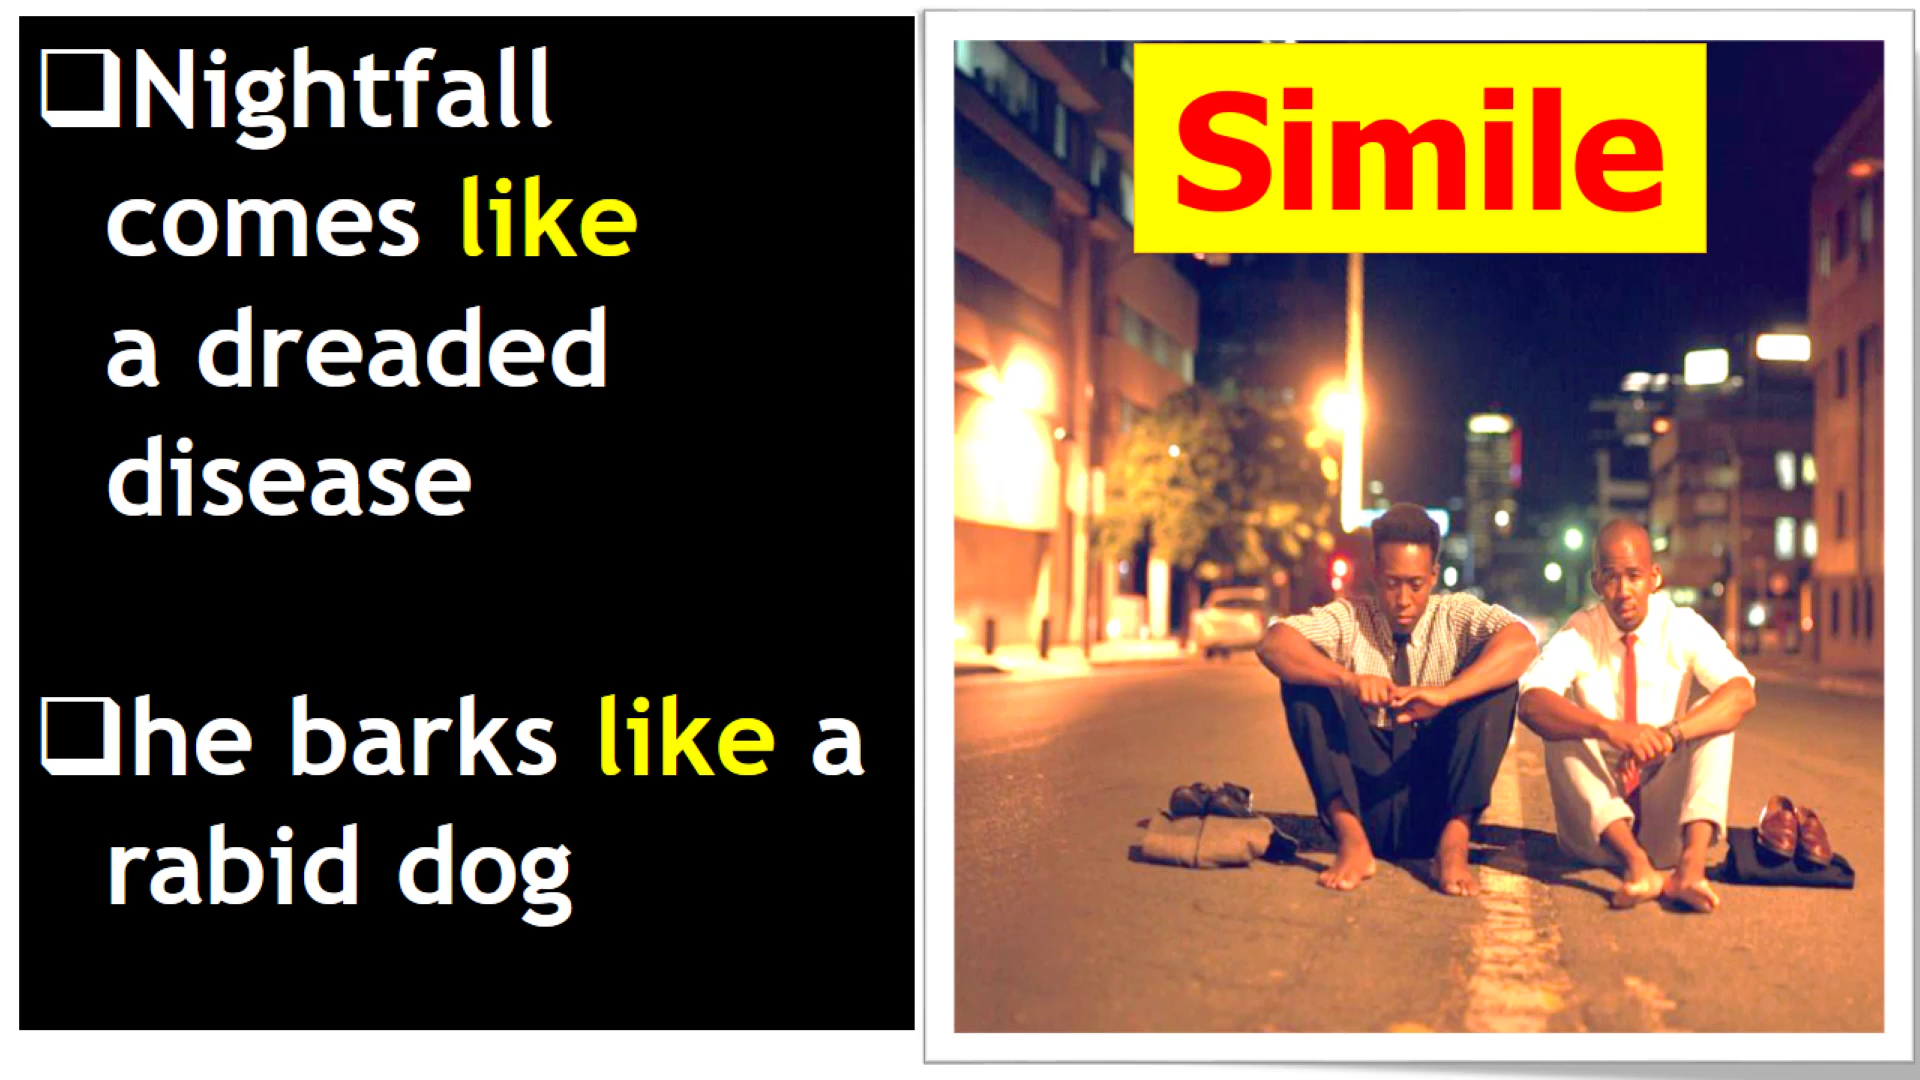 ❑Nightfall
comes like
a dreaded
disease
❑he barks like a
rabid dog
Simile